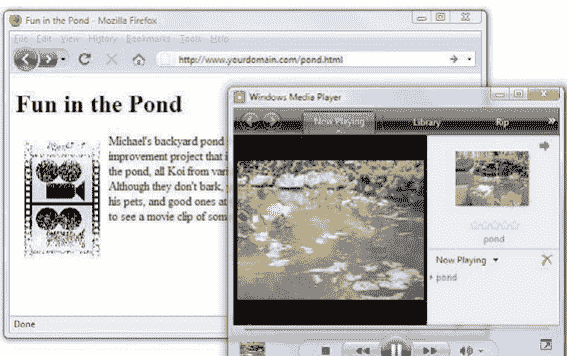 Fun in the Pond - Mozilla Firefox
File Edit View History Bookmarks Tools Help
http://www.yourdomain.com/pond.html
Fun in the Pond
Michael's backyard pond
improvement project that i
the pond, all Koi from vari
Although they don't bark,
his pets, and good ones at
to see a movie clip of som
Done
Windows Media Player
Now Playing Library Rip »
pond
Now Playing
pond